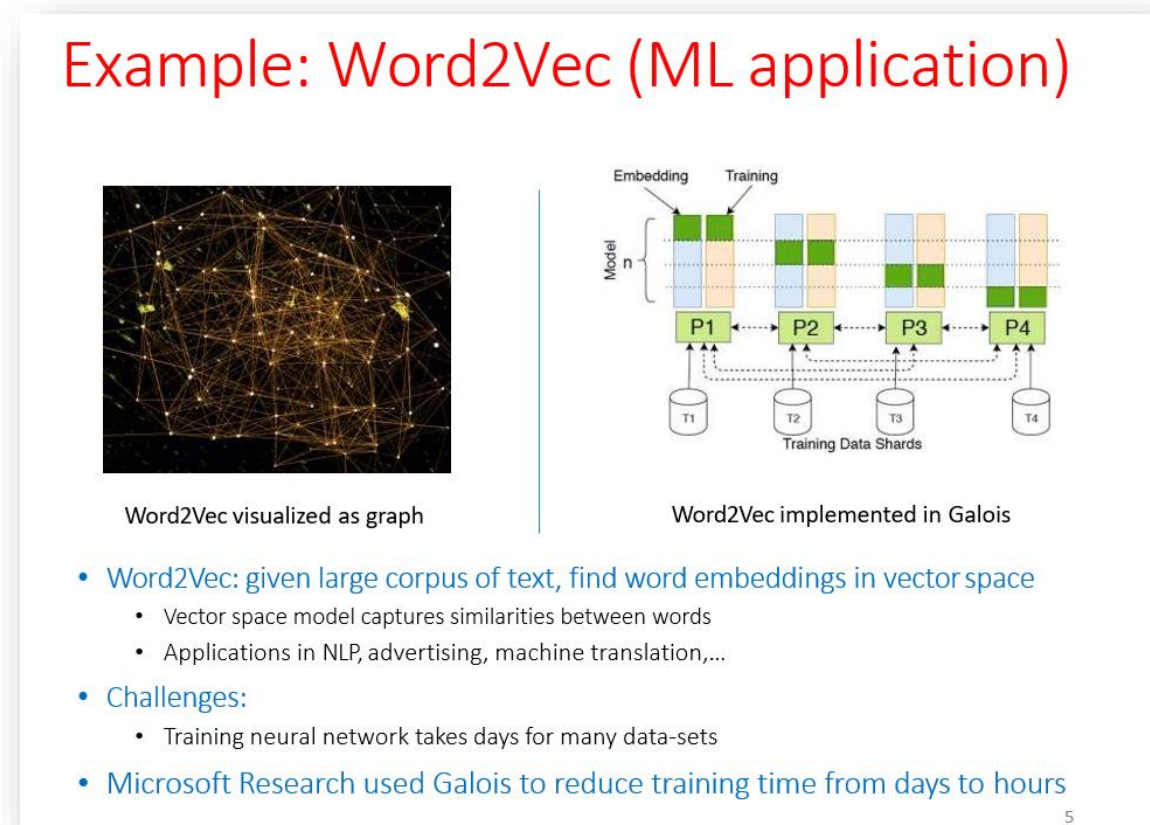 Example: Word2Vec (ML application)
Embedding Training
Model
n
P1 P2 P3 P4
T1 T2 T3 T4
Training Data Shards
Word2Vec visualized as graph
Word2Vec implemented in Galois
• Word2Vec: given large corpus of text, find word embeddings in vector space
• Vector space model captures similarities between words
• Applications in NLP, advertising, machine translation,...
• Challenges:
• Training neural network takes days for many data-sets
• Microsoft Research used Galois to reduce training time from days to hours
5